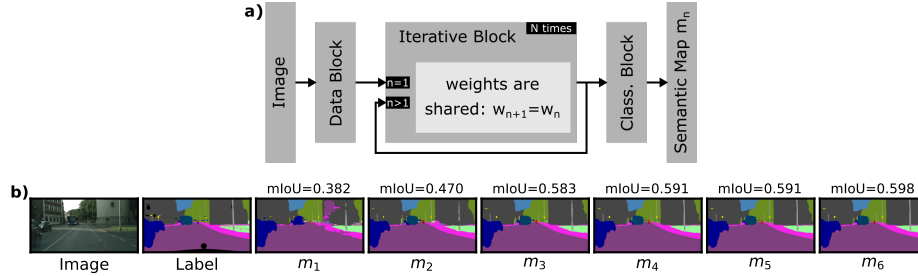 a)
Image
Data Block
Iterative Block
N times
n=1
n>1
weights are
shared: wn+1=wn
Class. Block
Semantic Map mn
b)
mIoU=0.382 mIoU=0.470 mIoU=0.583 mIoU=0.591 mIoU=0.591 mIoU=0.598
Image Label m1 m2 m3 m4 m5 m6